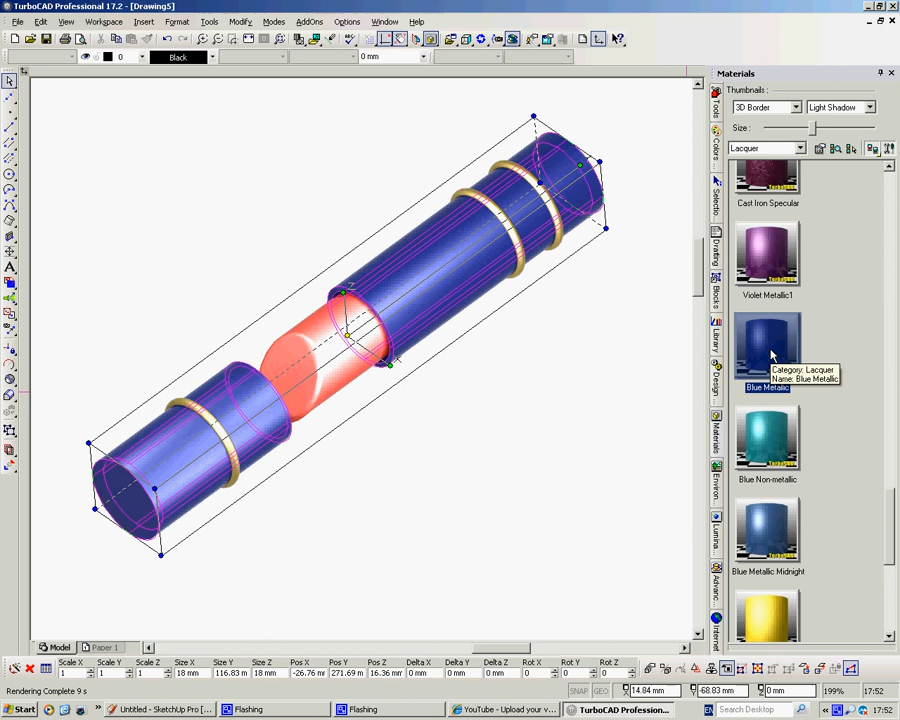 TurboCAD Professional 17.2 - [Drawing5]
File Edit View Workspace Insert Format Tools Modify Modes AddOns Options Window Help
0 Black 0 mm
Materials
Thumbnails:
3D Border Light Shadow
Size:
Lacquer
Cast Iron Specular
Violet Metallic1
Category: Lacquer
Name: Blue Metallic
Blue Metallic
Blue Non-metallic
Blue Metallic Midnight
Tools
Colors
Selectio
Drafting
Blocks
Library
Design
Materials
Environ
Lumina
Advanc
Internet
Z
X
Model Paper 1
Scale X Scale Y Scale Z Size X Size Y Size Z Pos X Pos Y Pos Z Delta X Delta Y Delta Z Rot X Rot Y Rot Z
1 1 1 18 mm 116.83 m 18 mm -26.76 m 271.69 m 16.36 mm 0 mm 0 mm 0 mm 0 0 0
Rendering Complete 9 s SNAP GEO 14.84 mm -68.83 mm 0 mm 199% 17:52
Start Untitled - SketchUp Pro [... Flashing Flashing YouTube - Upload your v... TurboCAD Profession... EN Search Desktop 17:52